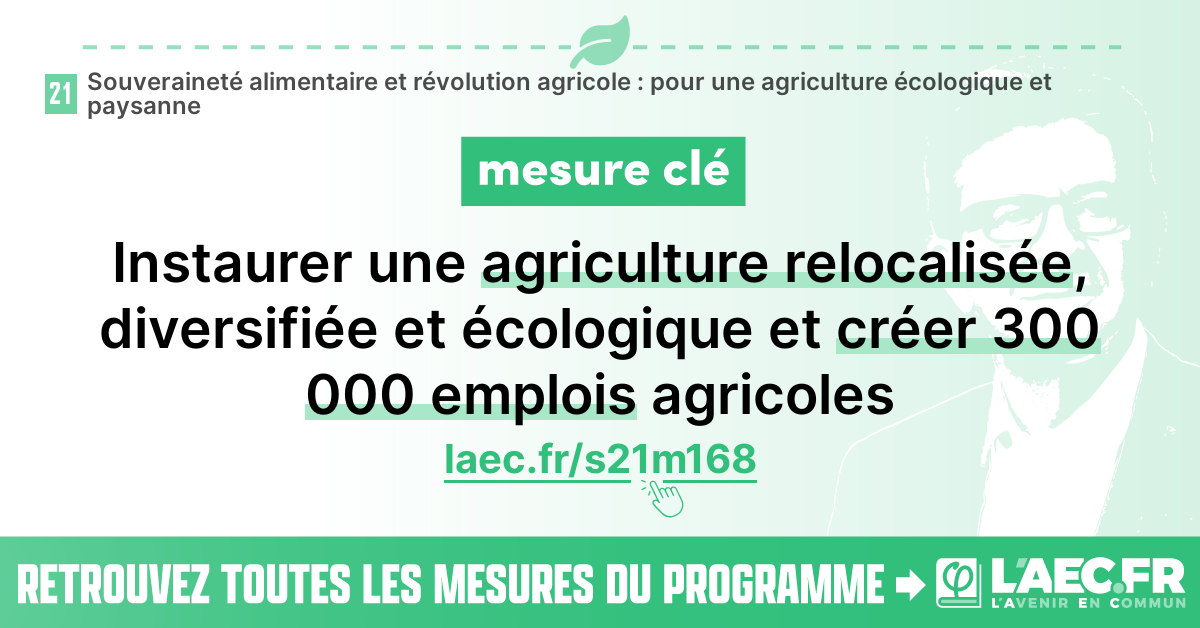 21
Souveraineté alimentaire et révolution agricole : pour une agriculture écologique et
paysanne
mesure clé
Instaurer une agriculture relocalisée,
diversifiée et écologique et créer 300
000 emplois agricoles
laec.fr/s21m168
RETROUVEZ TOUTES LES MESURES DU PROGRAMME
φ L'AEC.FR
L'AVENIR EN COMMUN